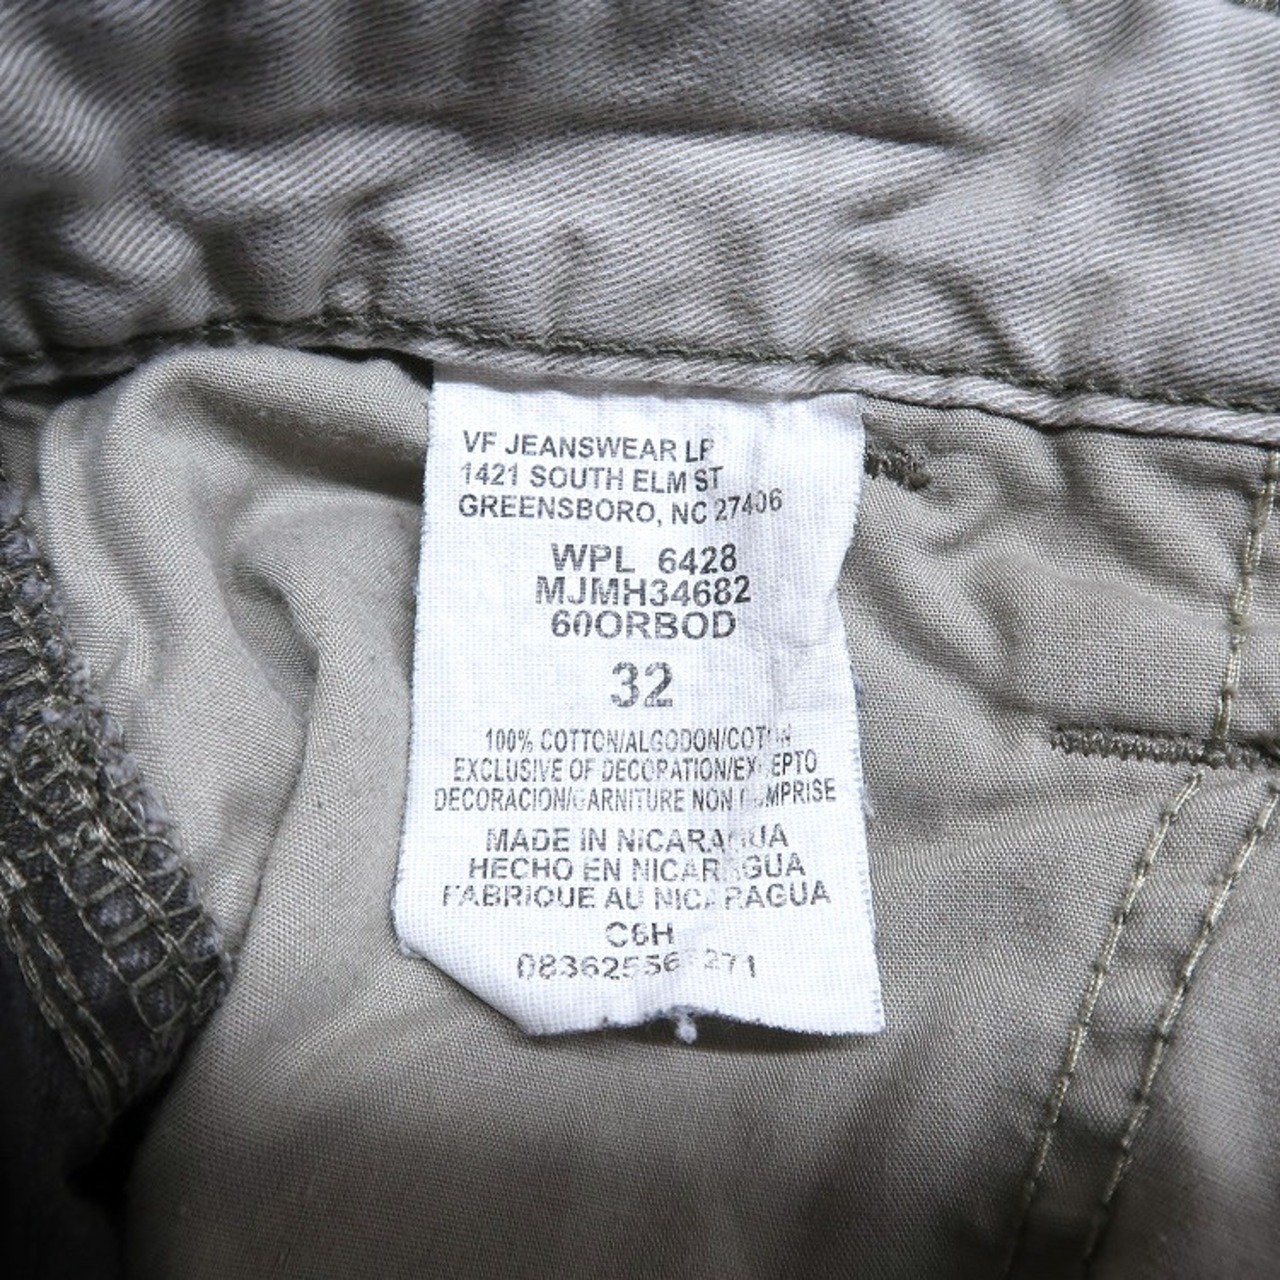 VF JEANSWEAR LP
1421 SOUTH ELM ST
GREENSBORO, NC 27406
WPL 6428
MJMH34682
60ORBOD
32
100% COTTON/ALGODON/COTON
EXCLUSIVE OF DECORATION/EXCEPTO
DECORACION/GARNITURE NON COMPRISE
MADE IN NICARAGUA
HECHO EN NICARAGUA
FABRIQUE AU NICARAGUA
C6H